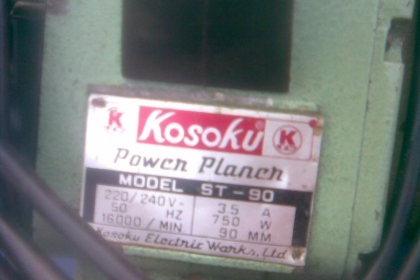 K Kosoku K
Power Planer
MODEL ST-90
220/240V- 3.5 A
50 HZ 750 W
16000/MIN 90 MM
Kosoku Electric Works, Ltd